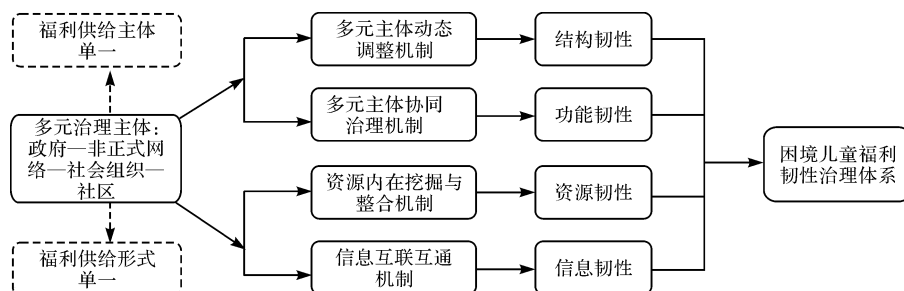 福利供给主体
单一
多元治理主体：
政府—非正式网
络—社会组织—
社区
福利供给形式
单一
多元主体动态
调整机制
多元主体协同
治理机制
资源内在挖掘与
整合机制
信息互联互通
机制
结构韧性
功能韧性
资源韧性
信息韧性
困境儿童福利
韧性治理体系